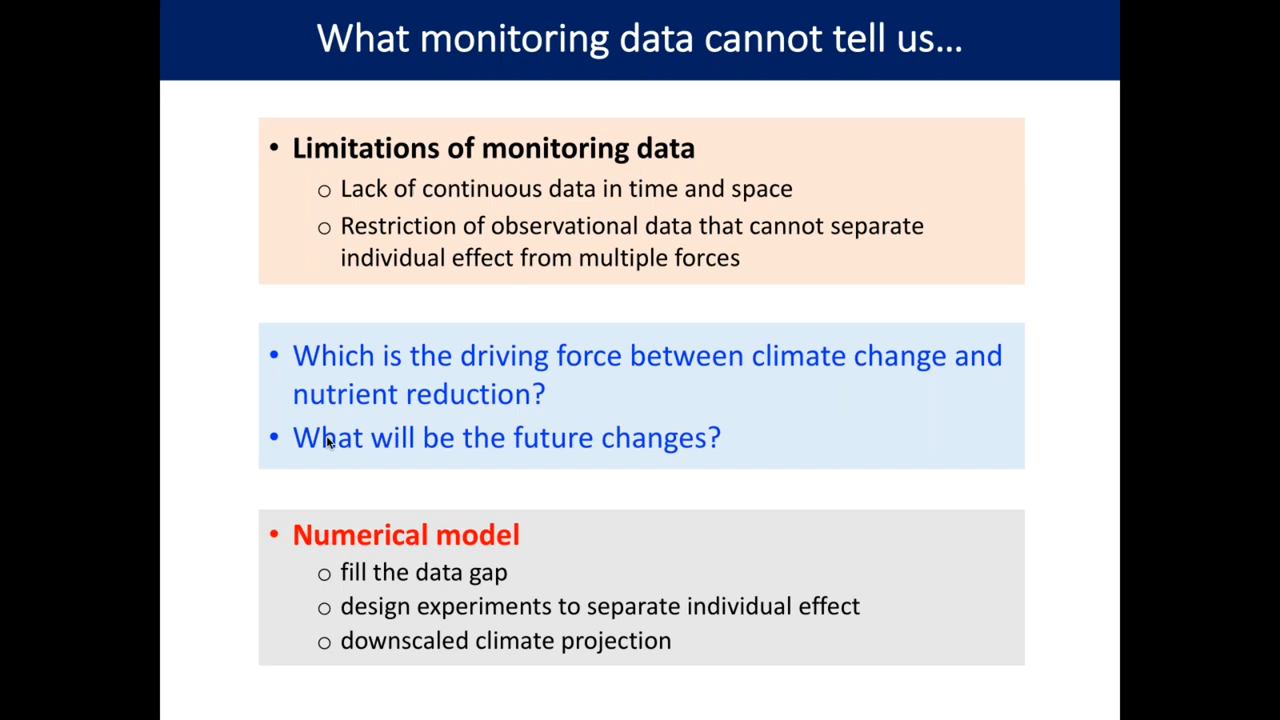 What monitoring data cannot tell us...
• Limitations of monitoring data
o Lack of continuous data in time and space
o Restriction of observational data that cannot separate
individual effect from multiple forces
• Which is the driving force between climate change and
nutrient reduction?
• What will be the future changes?
• Numerical model
o fill the data gap
o design experiments to separate individual effect
o downscaled climate projection